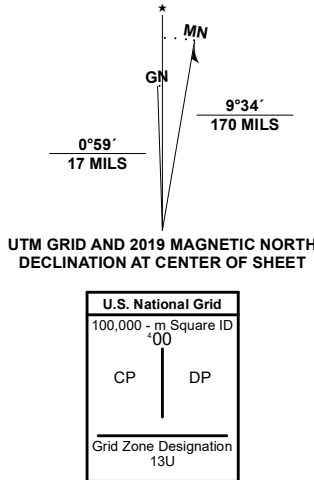 ★
MN
GN
9°34´
170 MILS
0°59´
17 MILS
UTM GRID AND 2019 MAGNETIC NORTH
DECLINATION AT CENTER OF SHEET
U.S. National Grid
100,000 - m Square ID
⁴00
CP DP
Grid Zone Designation
13U